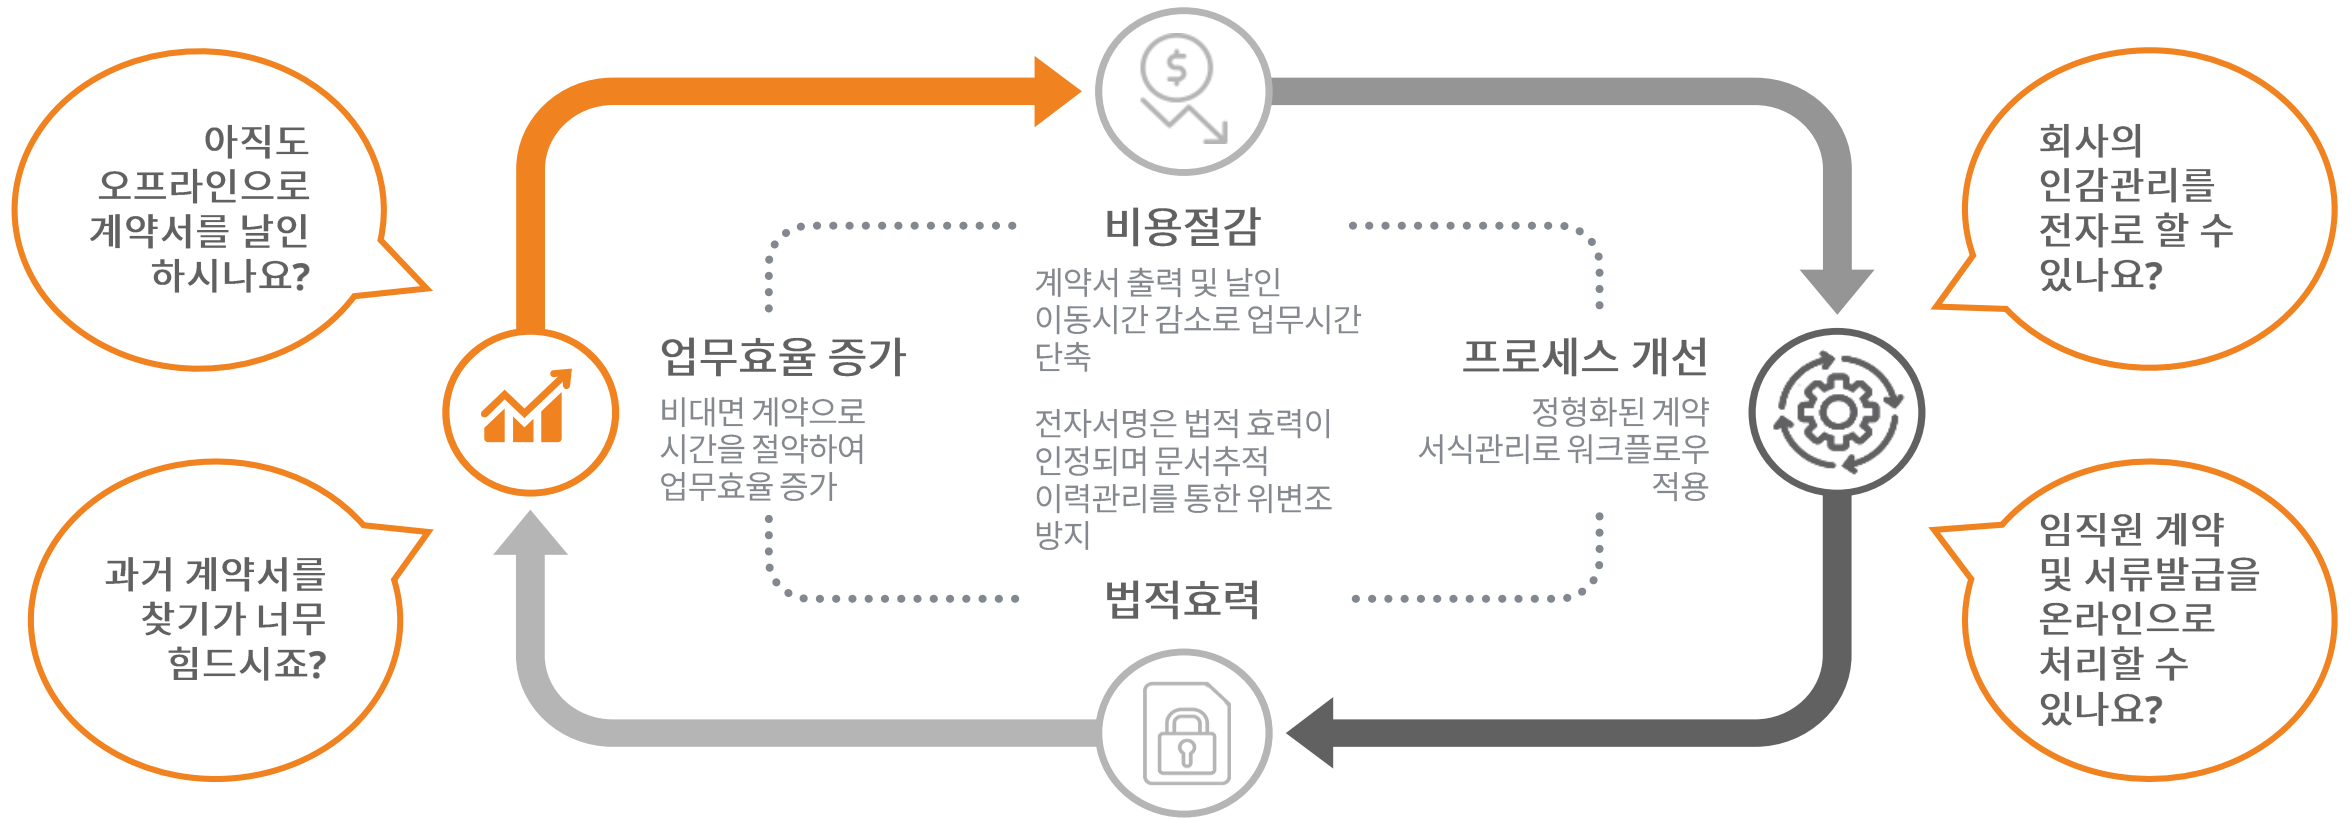 아직도
오프라인으로
계약서를 날인
하시나요?
과거 계약서를
찾기가 너무
힘드시죠?
업무효율 증가
비대면 계약으로
시간을 절약하여
업무효율 증가
$
비용절감
계약서 출력 및 날인
이동시간 감소로 업무시간
단축
전자서명은 법적 효력이
인정되며 문서추적
이력관리를 통한 위변조
방지
법적효력
프로세스 개선
정형화된 계약
서식관리로 워크플로우
적용
회사의
인감관리를
전자로 할 수
있나요?
임직원 계약
및 서류발급을
온라인으로
처리할 수
있나요?